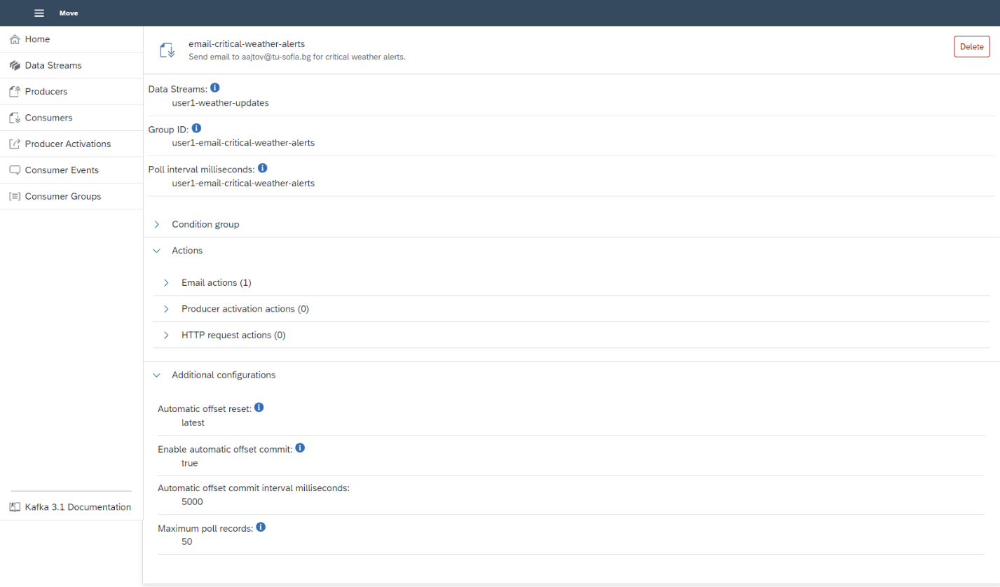 Move
Home
Data Streams
Producers
Consumers
Producer Activations
Consumer Events
Consumer Groups
Kafka 3.1 Documentation
email-critical-weather-alerts
Send email to aajtov@tu-sofia.bg for critical weather alerts.
Delete
Data Streams:
user1-weather-updates
Group ID:
user1-email-critical-weather-alerts
Poll interval milliseconds:
user1-email-critical-weather-alerts
Condition group
Actions
Email actions (1)
Producer activation actions (0)
HTTP request actions (0)
Additional configurations
Automatic offset reset:
latest
Enable automatic offset commit:
true
Automatic offset commit interval milliseconds:
5000
Maximum poll records:
50